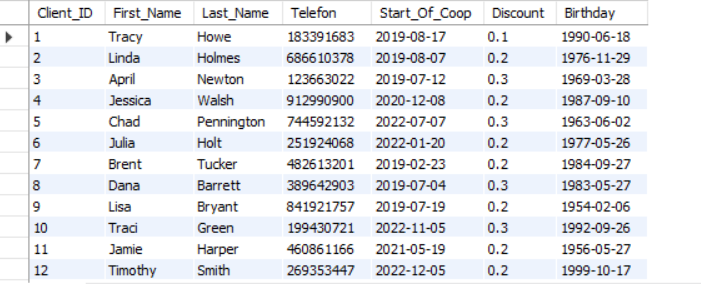 Client_ID First_Name Last_Name Telefon Start_Of_Coop Discount Birthday
1 Tracy Howe 183391683 2019-08-17 0.1 1990-06-18
2 Linda Holmes 686610378 2019-08-07 0.2 1976-11-29
3 April Newton 123663022 2019-07-12 0.3 1969-03-28
4 Jessica Walsh 912990900 2020-12-08 0.2 1987-09-10
5 Chad Pennington 744592132 2022-07-07 0.3 1963-06-02
6 Julia Holt 251924068 2022-01-20 0.2 1977-05-26
7 Brent Tucker 482613201 2019-02-23 0.2 1984-09-27
8 Dana Barrett 389642903 2019-07-04 0.3 1983-05-27
9 Lisa Bryant 841921757 2019-07-19 0.2 1954-02-06
10 Traci Green 199430721 2022-11-05 0.3 1992-09-26
11 Jamie Harper 460861166 2021-05-19 0.2 1956-05-27
12 Timothy Smith 269353447 2022-12-05 0.2 1999-10-17